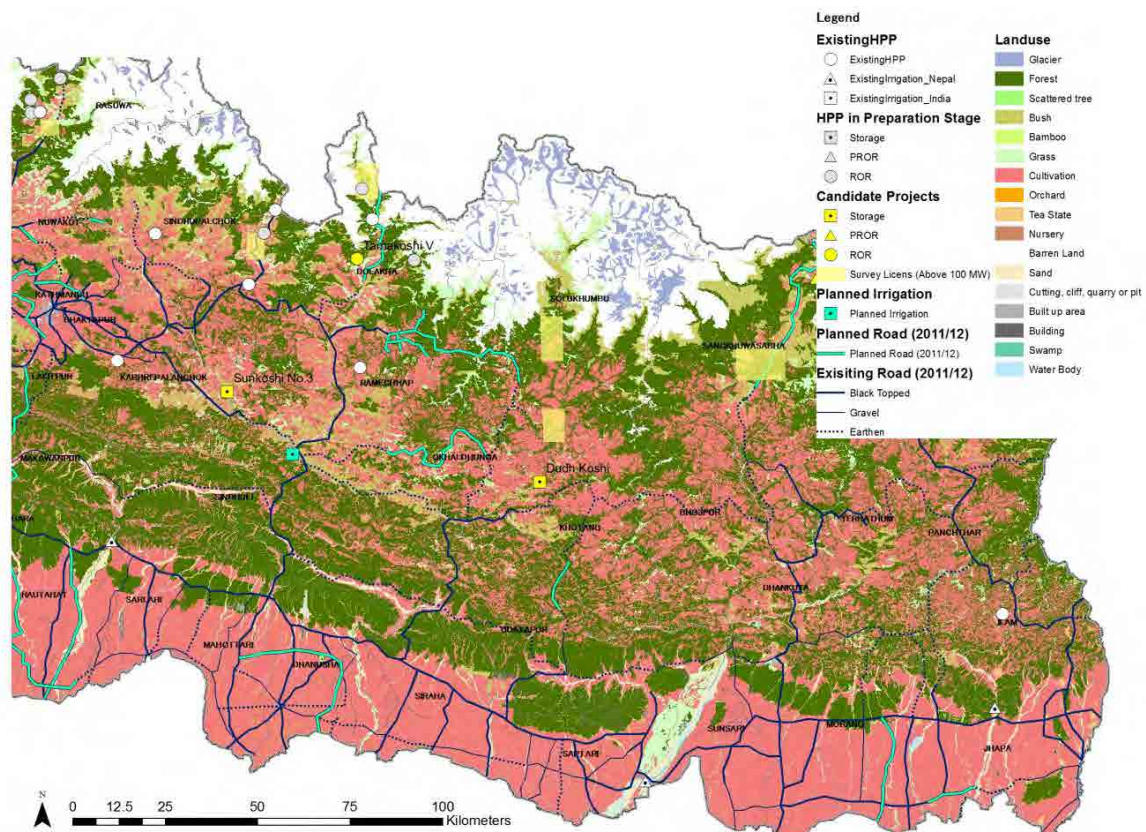 Legend
ExistingHPP
ExistingHPP
ExistingIrrigation_Nepal
ExistingIrrigation_India
HPP in Preparation Stage
Storage
PROR
ROR
Candidate Projects
Storage
PROR
ROR
Survey Licens (Above 100 MW)
Planned Irrigation
Planned Irrigation
Planned Road (2011/12)
Planned Road (2011/12)
Exisiting Road (2011/12)
Black Topped
Gravel
Earthen
Landuse
Glacier
Forest
Scattered tree
Bush
Bamboo
Grass
Cultivation
Orchard
Tea State
Nursery
Barren Land
Sand
Cutting, cliff, quarry or pit
Built up area
Building
Swamp
Water Body
RASUWA
NUWAKOT
SINDHUPALCHOK
Tamakoshi V
DOLAKHA
SOLUKHUMBU
KATHMANDU
BHAKTAPUR
SANKHUWASABHA
LALITPUR
KABHREPALANCHOK
RAMECHHAP
Sunkoshi No.3
OKHALDHUNGA
MAKAWANPUR
Dudh Koshi
SINDHULI
KHOTANG
BHOJPUR
TERHATHUM
PANCHTHAR
BARA
DHANKUTA
RAUTAHAT
SARLAHI
ILAM
UDAYAPUR
MAHOTTARI
DHANUSHA
SIRAHA
SUNSARI
MORANG
SAPTARI
JHAPA
N
0 12.5 25 50 75 100
Kilometers